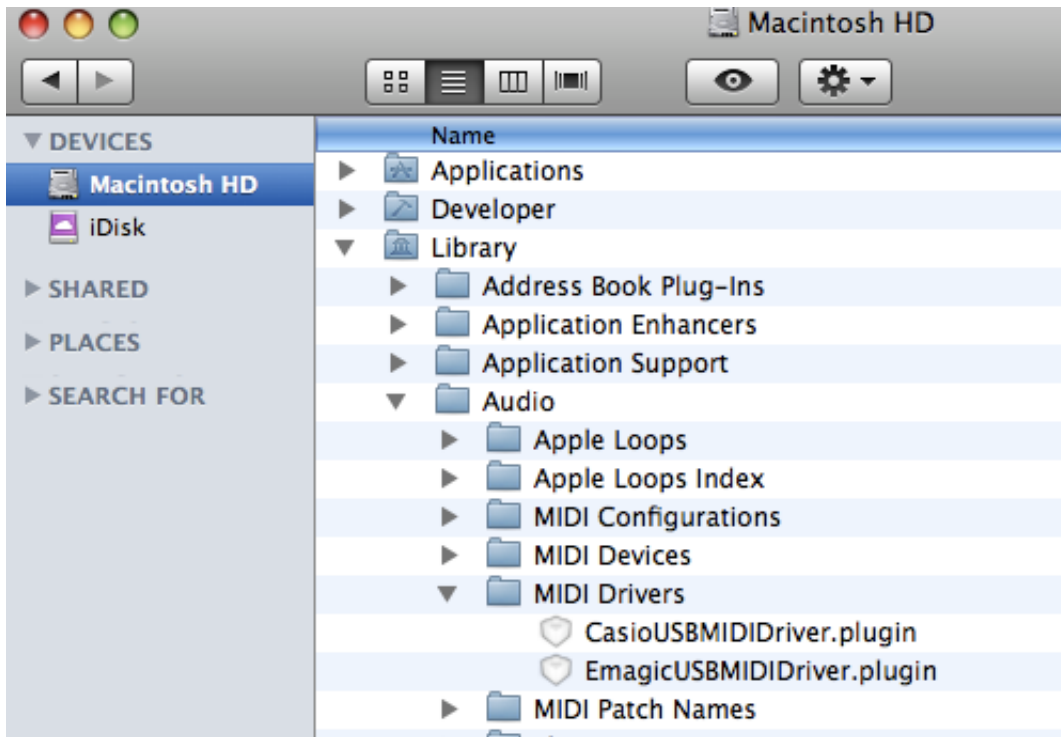 Macintosh HD
DEVICES
Macintosh HD
iDisk
SHARED
PLACES
SEARCH FOR
Name
Applications
Developer
Library
Address Book Plug-Ins
Application Enhancers
Application Support
Audio
Apple Loops
Apple Loops Index
MIDI Configurations
MIDI Devices
MIDI Drivers
CasioUSBMIDIDriver.plugin
EmagicUSBMIDIDriver.plugin
MIDI Patch Names